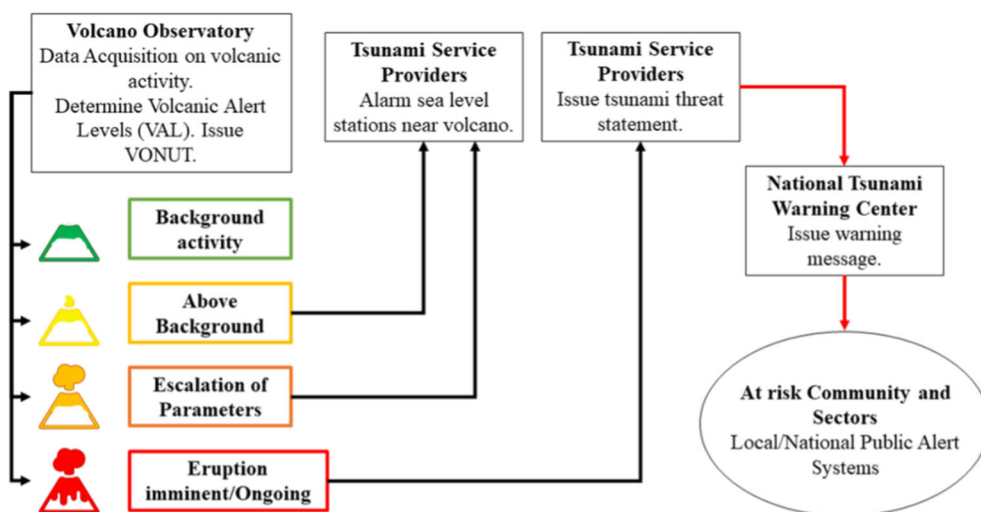 Volcano Observatory
Data Acquisition on volcanic
activity.
Determine Volcanic Alert
Levels (VAL). Issue
VONUT.
Tsunami Service
Providers
Alarm sea level
stations near volcano.
Tsunami Service
Providers
Issue tsunami threat
statement.
National Tsunami
Warning Center
Issue warning
message.
Background
activity
Above
Background
Escalation of
Parameters
Eruption
imminent/Ongoing
At risk Community and
Sectors
Local/National Public Alert
Systems